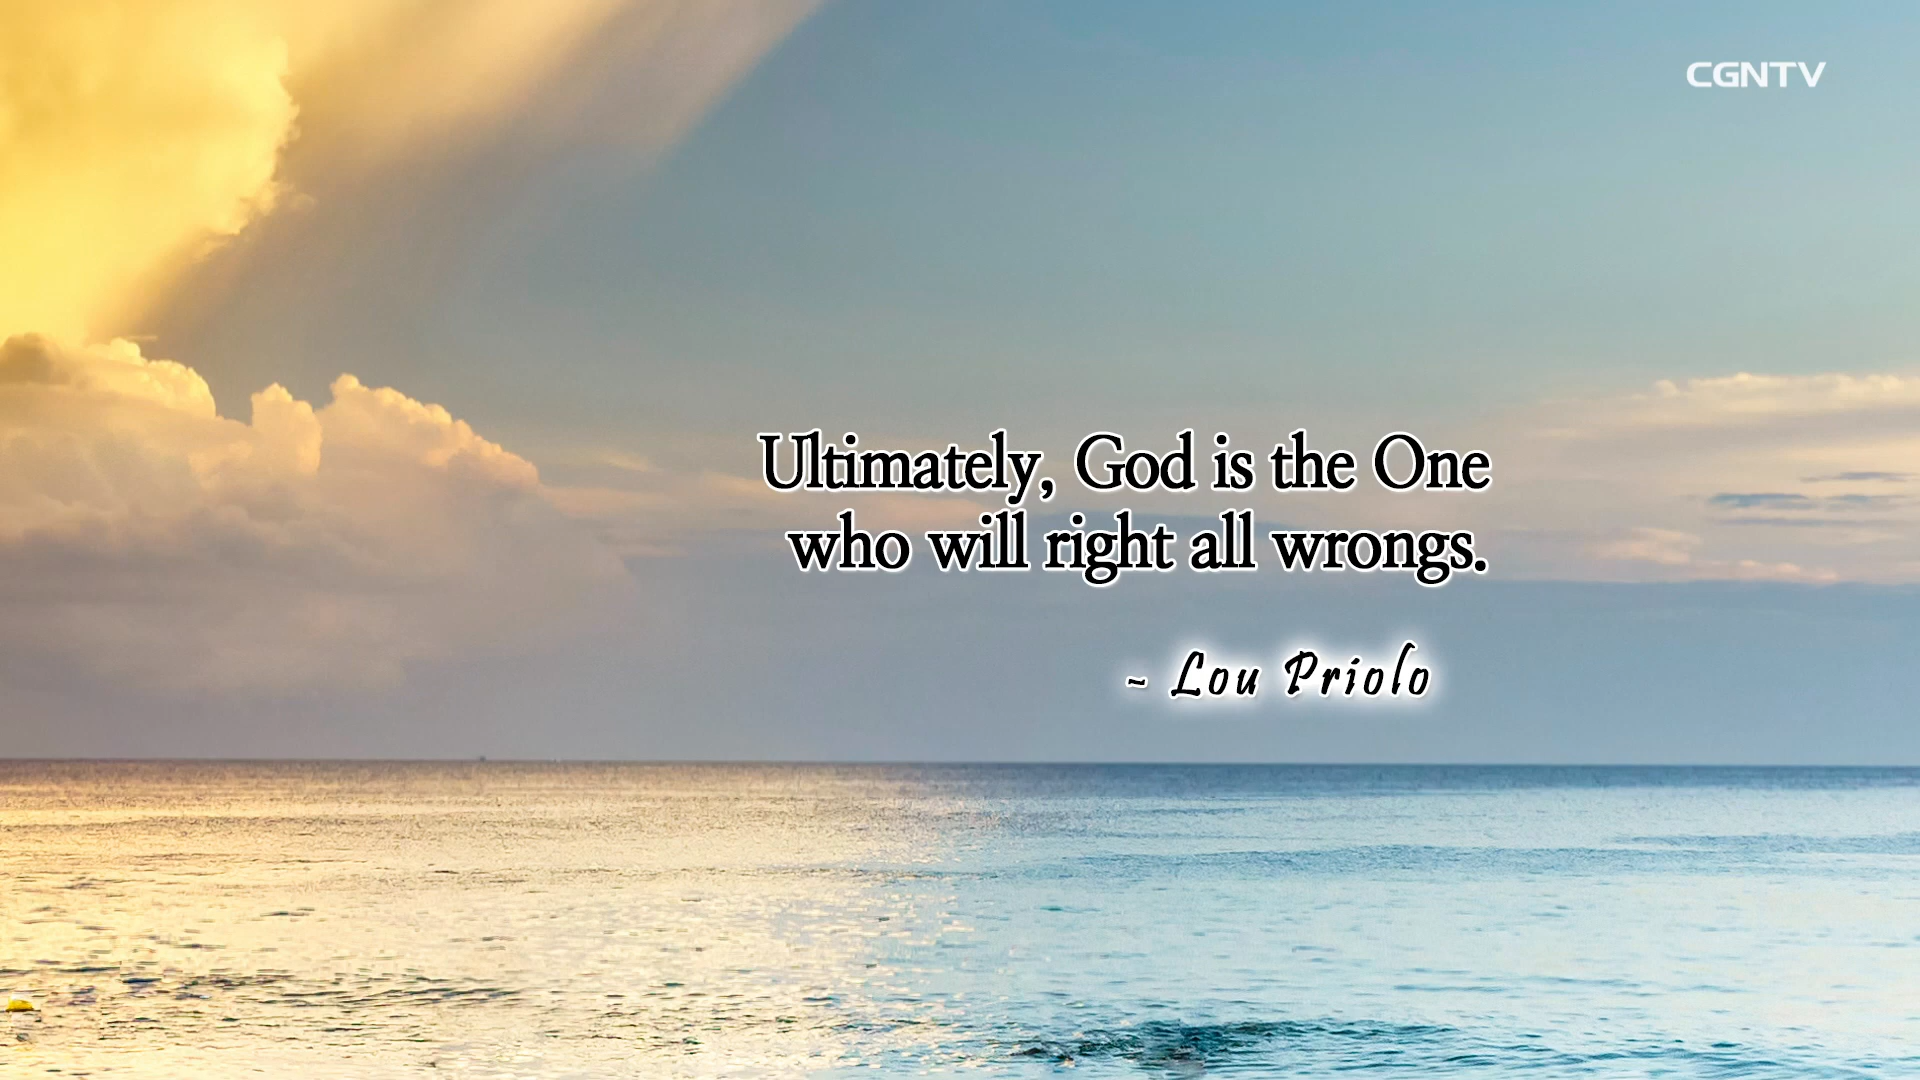 CGNTV
Ultimately, God is the One
who will right all wrongs.
~ Lou Priolo